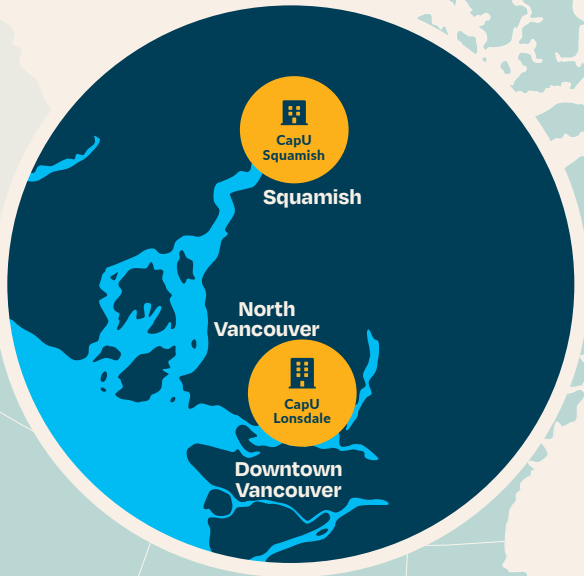 CapU
Squamish
Squamish
North
Vancouver
CapU
Lonsdale
Downtown
Vancouver